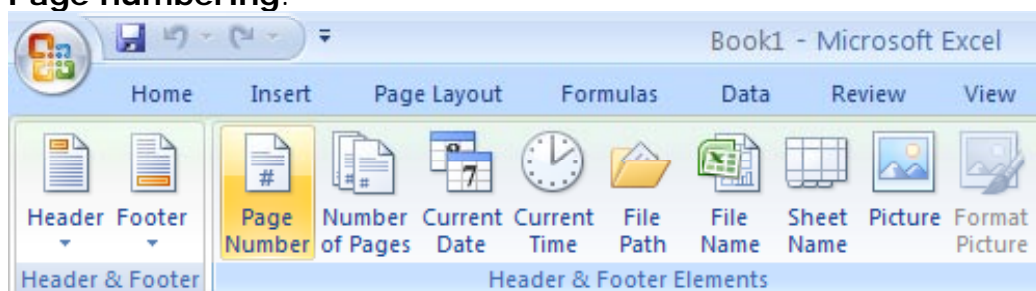 Page numbering:
Book1 - Microsoft Excel
Home Insert Page Layout Formulas Data Review View
Header Footer Page Number Current Current File File Sheet Picture Format
Number of Pages Date Time Path Name Name Picture
Header & Footer Header & Footer Elements